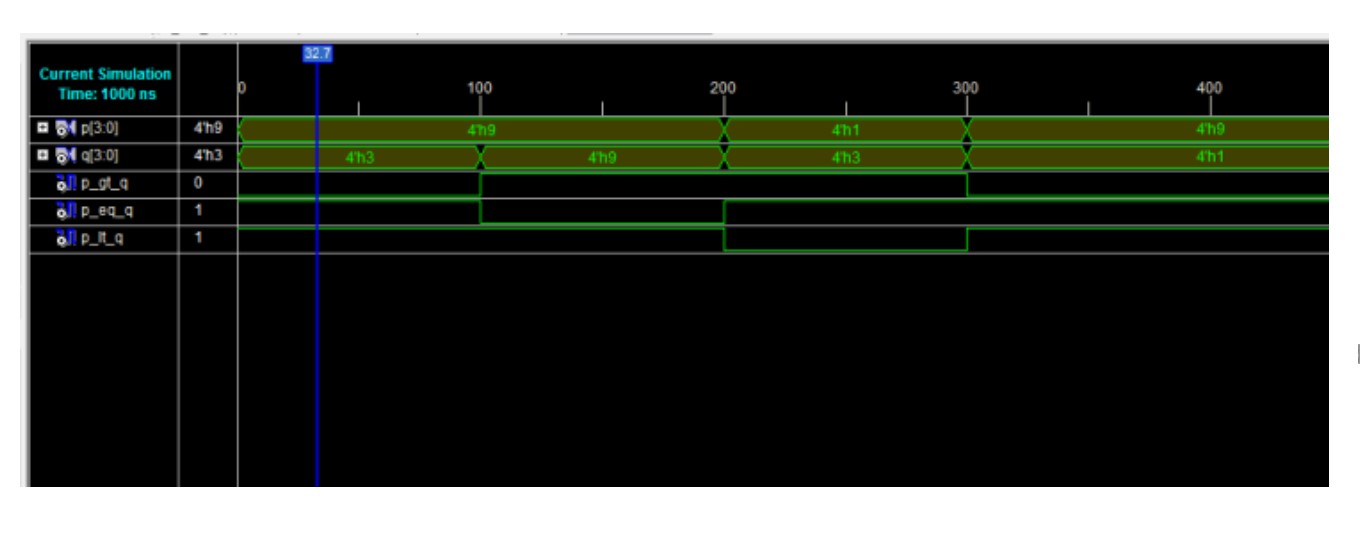 32.7
Current Simulation
Time: 1000 ns
0 100 200 300 400
p[3:0] 4'h9 4'h9 4'h1 4'h9
q[3:0] 4'h3 4'h3 4'h9 4'h3 4'h1
p_gt_q 0
p_eq_q 1
p_lt_q 1